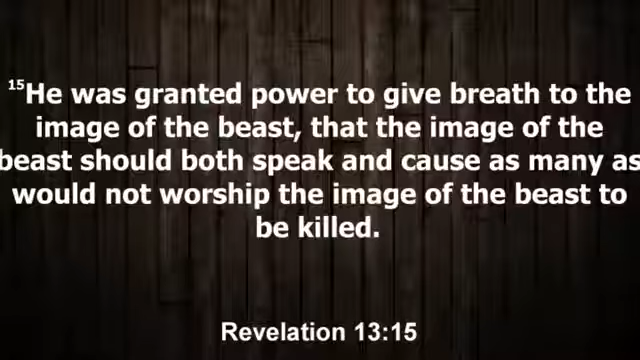 15He was granted power to give breath to the
image of the beast, that the image of the
beast should both speak and cause as many as
would not worship the image of the beast to
be killed.
Revelation 13:15